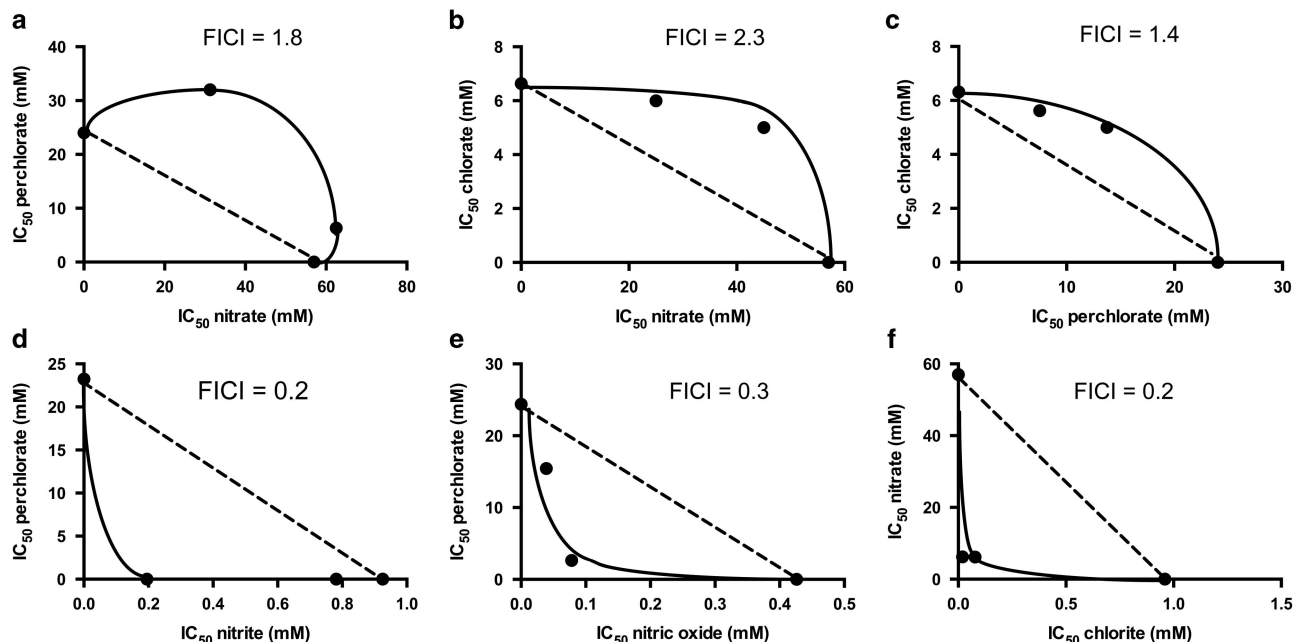 a
FICI = 1.8
IC50 perchlorate (mM)
40
30
20
10
0
0 20 40 60 80
IC50 nitrate (mM)
b
FICI = 2.3
IC50 chlorate (mM)
8
6
4
2
0
0 20 40 60
IC50 nitrate (mM)
c
FICI = 1.4
IC50 chlorate (mM)
8
6
4
2
0
0 10 20 30
IC50 perchlorate (mM)
d
FICI = 0.2
IC50 perchlorate (mM)
25
20
15
10
5
0
0.0 0.2 0.4 0.6 0.8 1.0
IC50 nitrite (mM)
e
FICI = 0.3
IC50 perchlorate (mM)
30
20
10
0
0.0 0.1 0.2 0.3 0.4 0.5
IC50 nitric oxide (mM)
f
FICI = 0.2
IC50 nitrate (mM)
60
40
20
0
0.0 0.5 1.0 1.5
IC50 chlorite (mM)